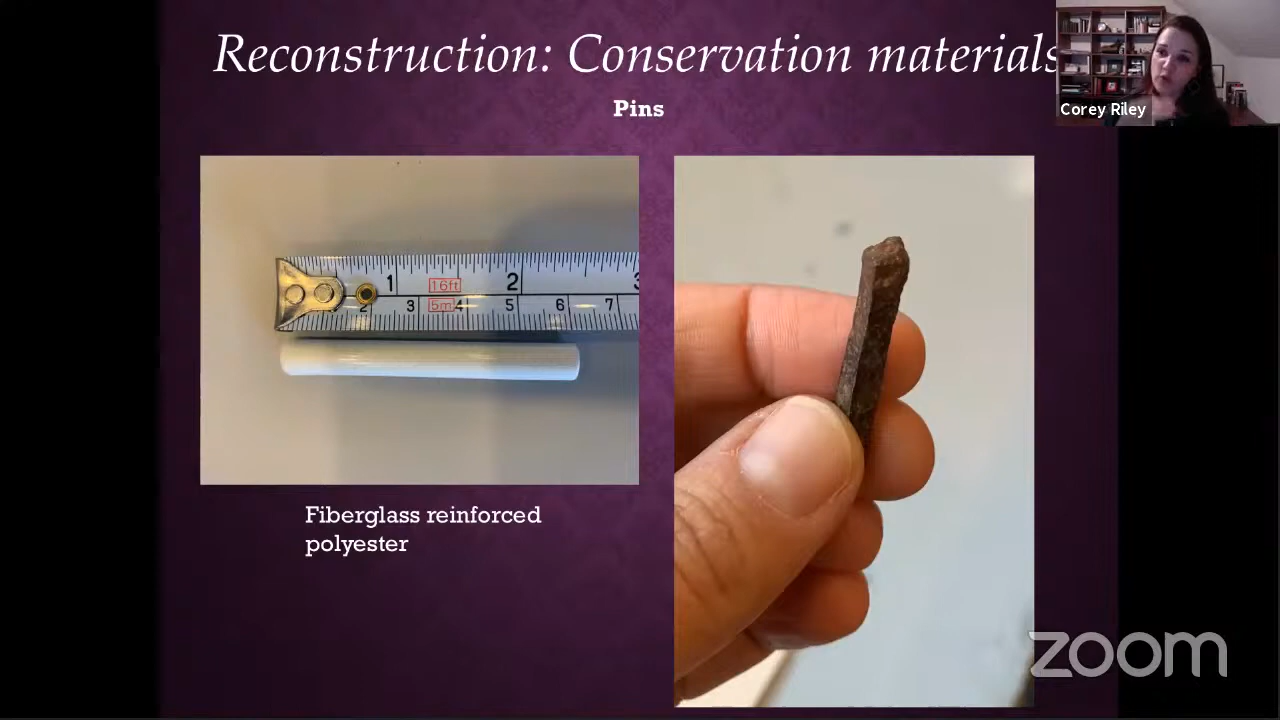 Reconstruction: Conservation materials
Pins
Corey Riley
1 16ft 2 3
2 3 5m 4 5 6 7
Fiberglass reinforced
polyester
zoom